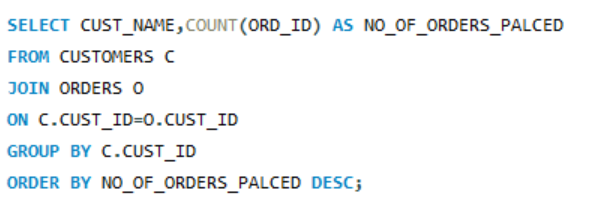 SELECT CUST_NAME,COUNT(ORD_ID) AS NO_OF_ORDERS_PALCED
FROM CUSTOMERS C
JOIN ORDERS O
ON C.CUST_ID=O.CUST_ID
GROUP BY C.CUST_ID
ORDER BY NO_OF_ORDERS_PALCED DESC;